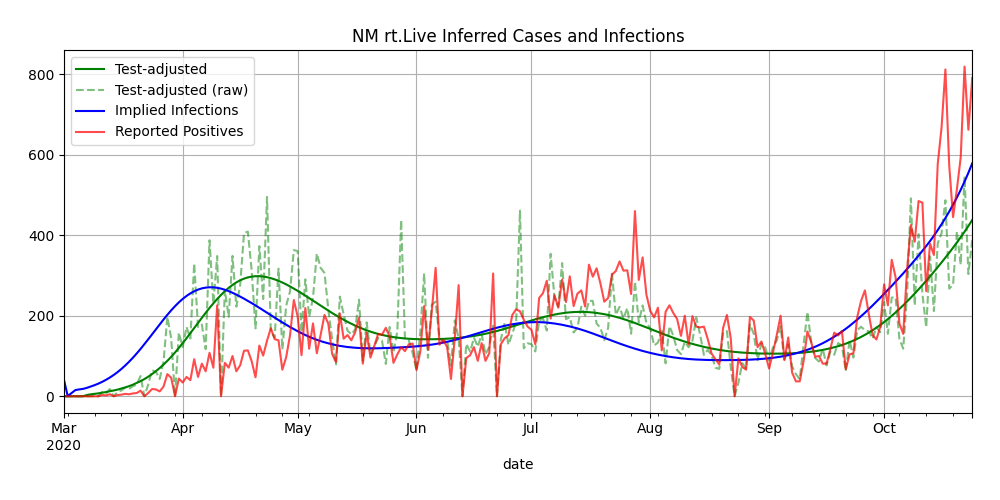 NM rt.Live Inferred Cases and Infections
Test-adjusted
Test-adjusted (raw)
Implied Infections
Reported Positives
800
600
400
200
0
Mar Apr May Jun Jul Aug Sep Oct
2020
date